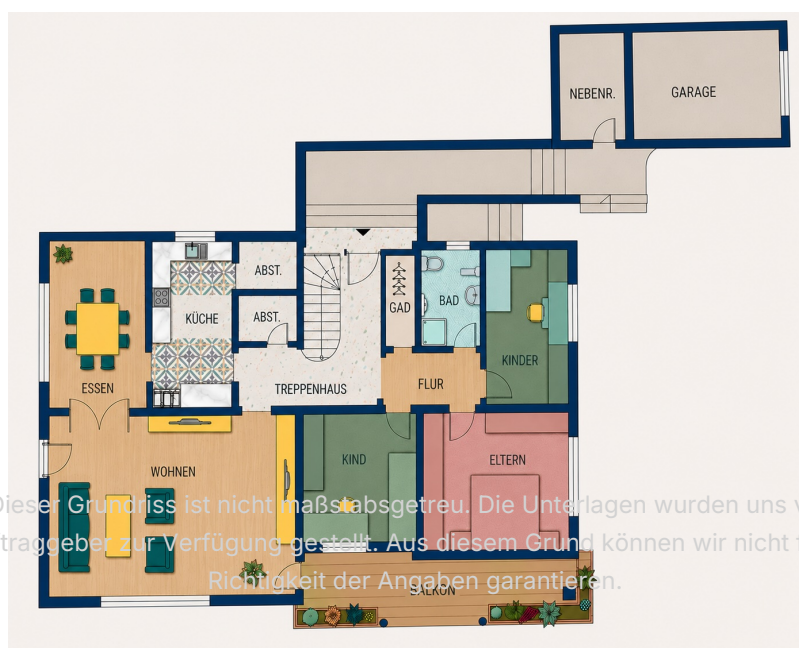 NEBENR.
GARAGE
ABST.
ABST.
KÜCHE
GAD
BAD
ESSEN
TREPPENHAUS
FLUR
KINDER
WOHNEN
KIND
ELTERN
Dieser Grundriss ist nicht maßstabsgetreu. Die Unterlagen wurden uns v
traggeber zur Verfügung gestellt. Aus diesem Grund können wir nicht f
Richtigkeit der Angaben garantieren.
BALKON